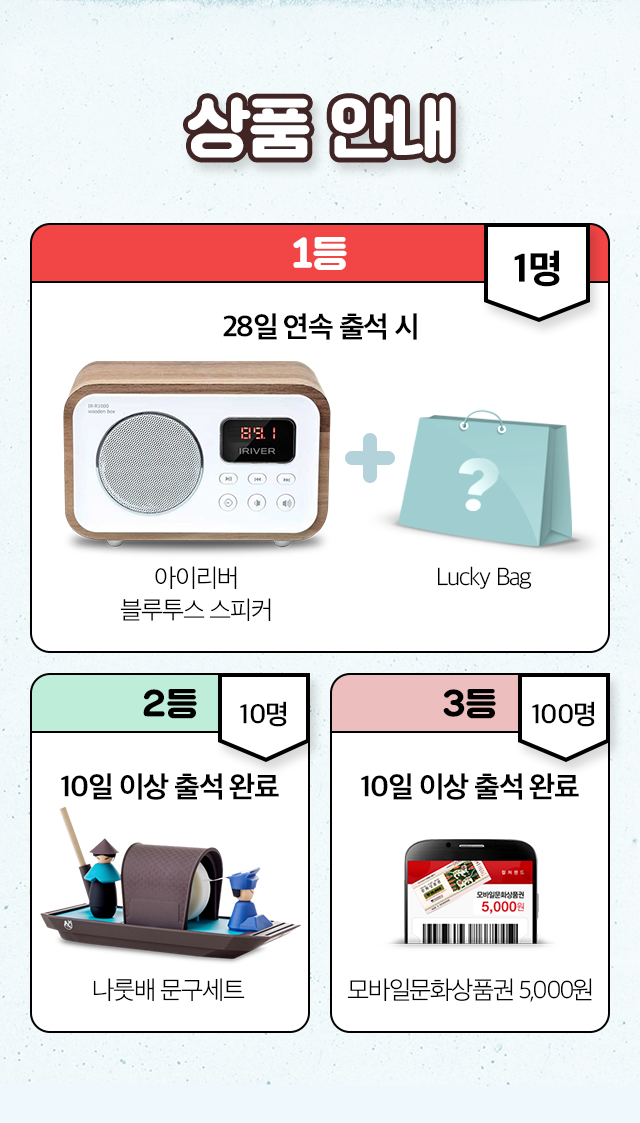 상품 안내
1등
1명
28일 연속 출석 시
IR-R1000
wooden box
89.1
IRIVER
?
아이리버
블루투스 스피커
Lucky Bag
2등
10명
10일 이상 출석 완료
나룻배 문구세트
3등
100명
10일 이상 출석 완료
컬쳐랜드
모바일문화상품권
5,000원
모바일문화상품권 5,000원